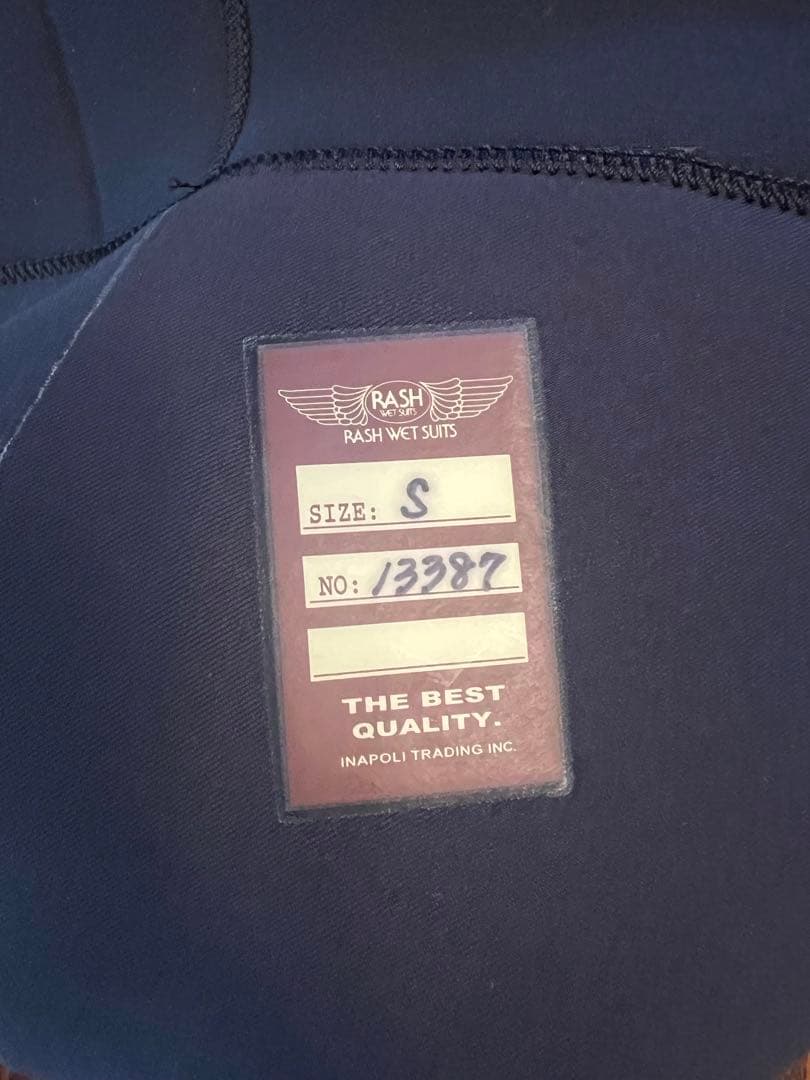 RASH
WET SUITS
RASH WET SUITS
SIZE: S
NO: 13387
THE BEST
QUALITY.
INAPOLI TRADING INC.